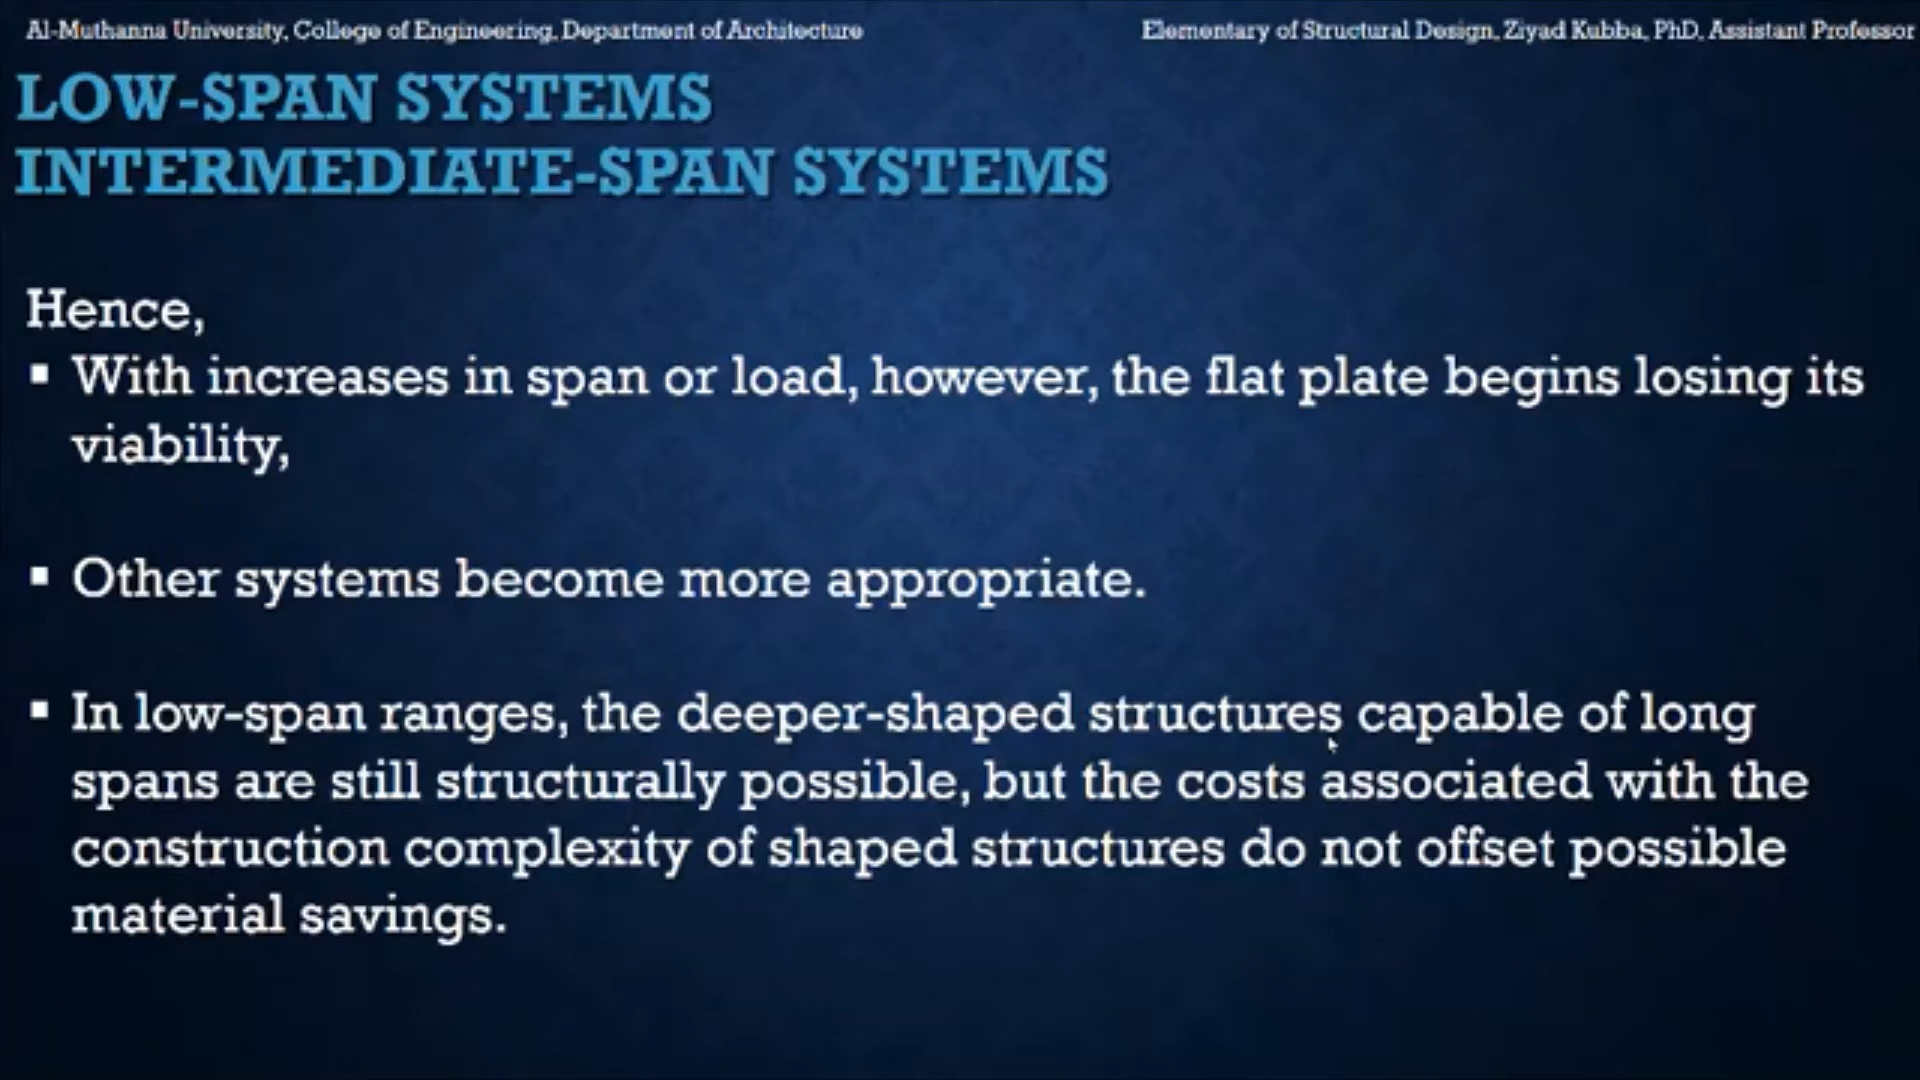 Al-Muthanna University, College of Engineering, Department of Architecture
Elementary of Structural Design, Ziyad Kubba, PhD, Assistant Professor
LOW-SPAN SYSTEMS
INTERMEDIATE-SPAN SYSTEMS
Hence,
▪ With increases in span or load, however, the flat plate begins losing its
viability,
▪ Other systems become more appropriate.
▪ In low-span ranges, the deeper-shaped structures capable of long
spans are still structurally possible, but the costs associated with the
construction complexity of shaped structures do not offset possible
material savings.